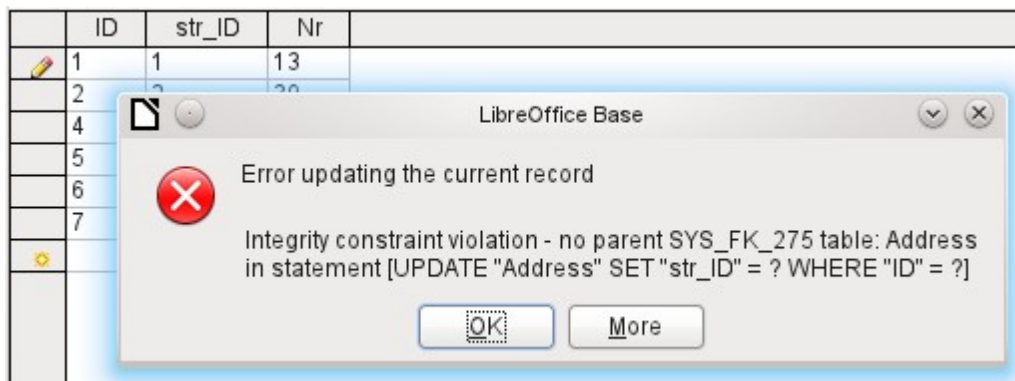 ID str_ID Nr
1 1 13
2
4
5
6
7
LibreOffice Base
Error updating the current record
Integrity constraint violation - no parent SYS_FK_275 table: Address
in statement [UPDATE "Address" SET "str_ID" = ? WHERE "ID" = ?]
OK More